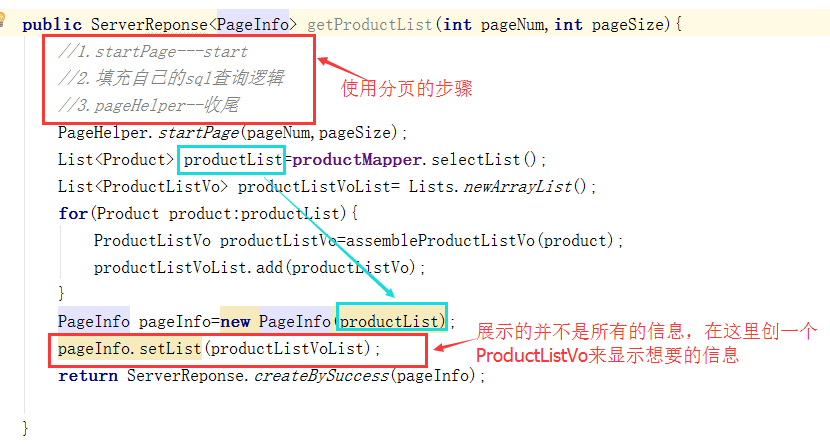 public ServerReponse<PageInfo> getProductList(int pageNum,int pageSize){
//1.startPage---start
//2.填充自己的sql查询逻辑
//3.pageHelper--收尾
使用分页的步骤
PageHelper.startPage(pageNum,pageSize);
List<Product> productList=productMapper.selectList();
List<ProductListVo> productListVoList= Lists.newArrayList();
for(Product product:productList){
ProductListVo productListVo=assembleProductListVo(product);
productListVoList.add(productListVo);
}
PageInfo pageInfo=new PageInfo(productList);
pageInfo.setList(productListVoList);
展示的并不是所有的信息，在这里创一个
ProductListVo来显示想要的信息
return ServerReponse.createBySuccess(pageInfo);
}